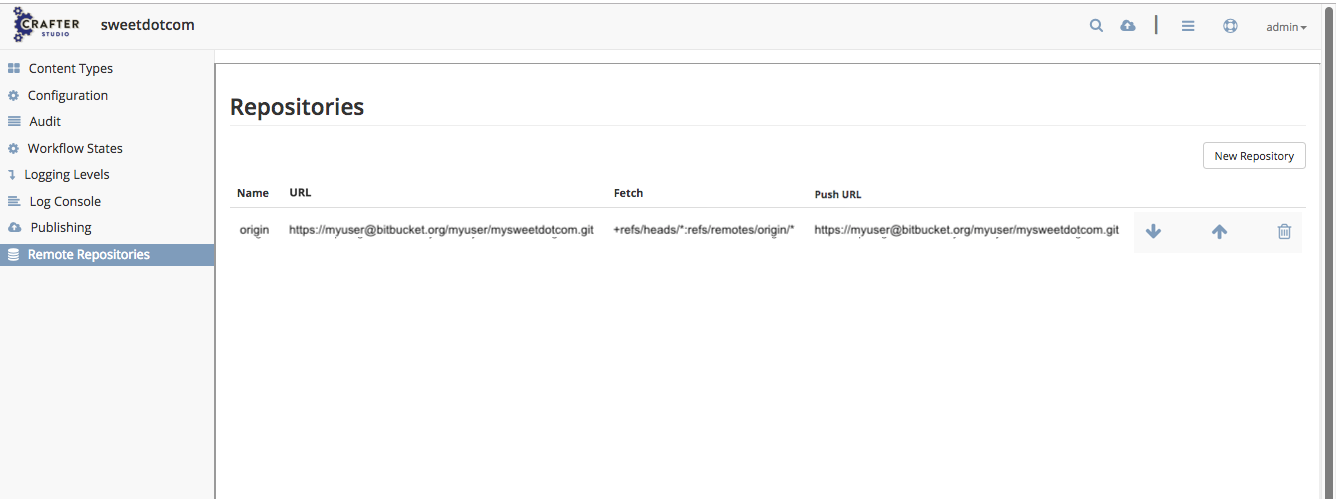 CRAFTER
STUDIO
sweetdotcom
admin
Content Types
Configuration
Audit
Workflow States
Logging Levels
Log Console
Publishing
Remote Repositories
Repositories
New Repository
Name URL Fetch Push URL
origin https://myuser@bitbucket.org/myuser/mysweetdotcom.git +refs/heads/*:refs/remotes/origin/* https://myuser@bitbucket.org/myuser/mysweetdotcom.git